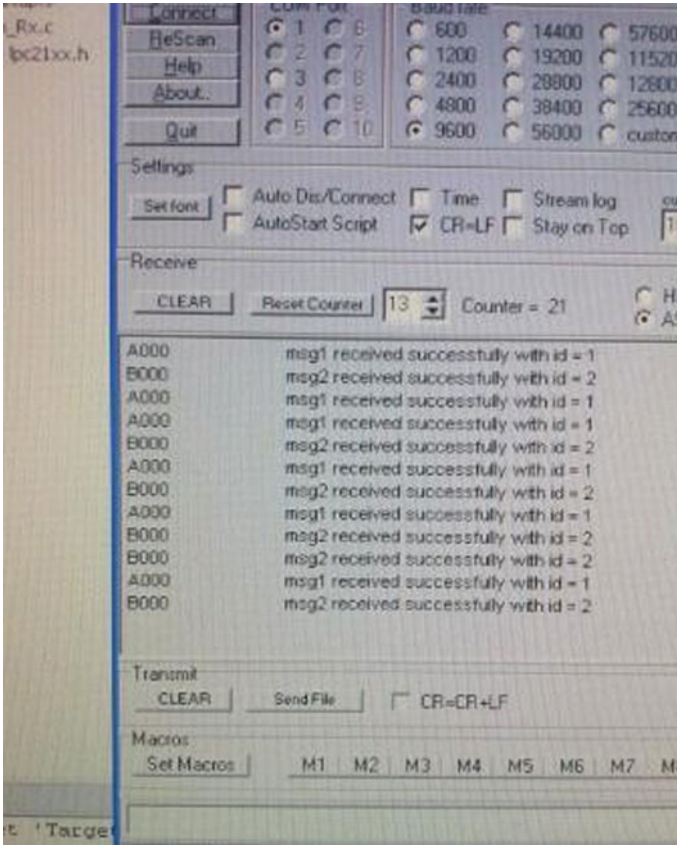 Connect
ReScan
Help
About..
Quit
COM Port
1 6
2 7
3 8
4 9
5 10
Baud rate
600 14400 57600
1200 19200 11520
2400 28800 12800
4800 38400 25600
9600 56000 custom
_Rx.c
lpc21xx.h
Settings
Set font
Auto Dis/Connect Time Stream log
AutoStart Script CR=LF Stay on Top
Receive
CLEAR Reset Counter 13 Counter = 21
A000 msg1 received successfully with id = 1
B000 msg2 received successfully with id = 2
A000 msg1 received successfully with id = 1
A000 msg1 received successfully with id = 1
B000 msg2 received successfully with id = 2
A000 msg1 received successfully with id = 1
B000 msg2 received successfully with id = 2
A000 msg1 received successfully with id = 1
B000 msg2 received successfully with id = 2
B000 msg2 received successfully with id = 2
A000 msg1 received successfully with id = 1
B000 msg2 received successfully with id = 2
Transmit
CLEAR Send File CR=CR+LF
Macros
Set Macros M1 M2 M3 M4 M5 M6 M7
'Target